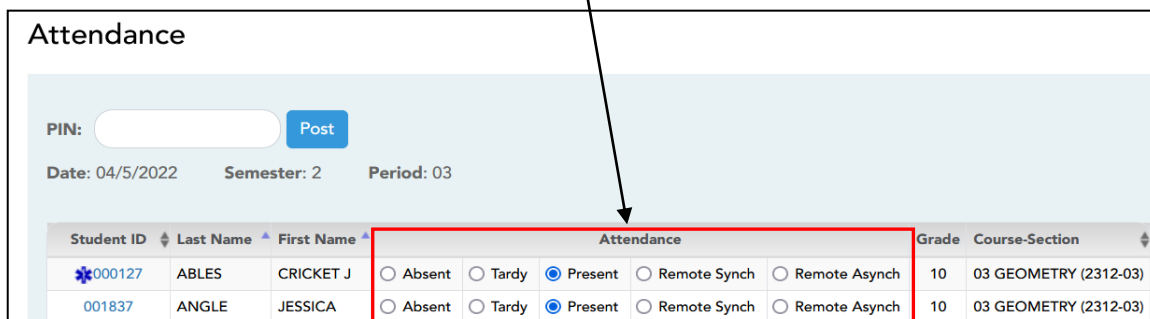 Attendance
PIN: Post
Date: 04/5/2022 Semester: 2 Period: 03
Student ID Last Name First Name Attendance Grade Course-Section
000127 ABLES CRICKET J Absent Tardy Present Remote Synch Remote Asynch 10 03 GEOMETRY (2312-03)
001837 ANGLE JESSICA Absent Tardy Present Remote Synch Remote Asynch 10 03 GEOMETRY (2312-03)